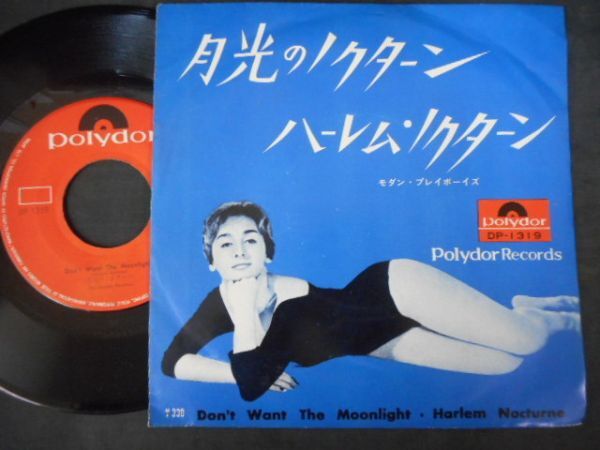 月光のノクターン
ハーレム・ノクターン
モダン・プレイボーイズ
polydor
DP-1319
Polydor Records
¥330
Don't Want The Moonlight · Harlem Nocturne
polydor
Don't Want The Moonlight